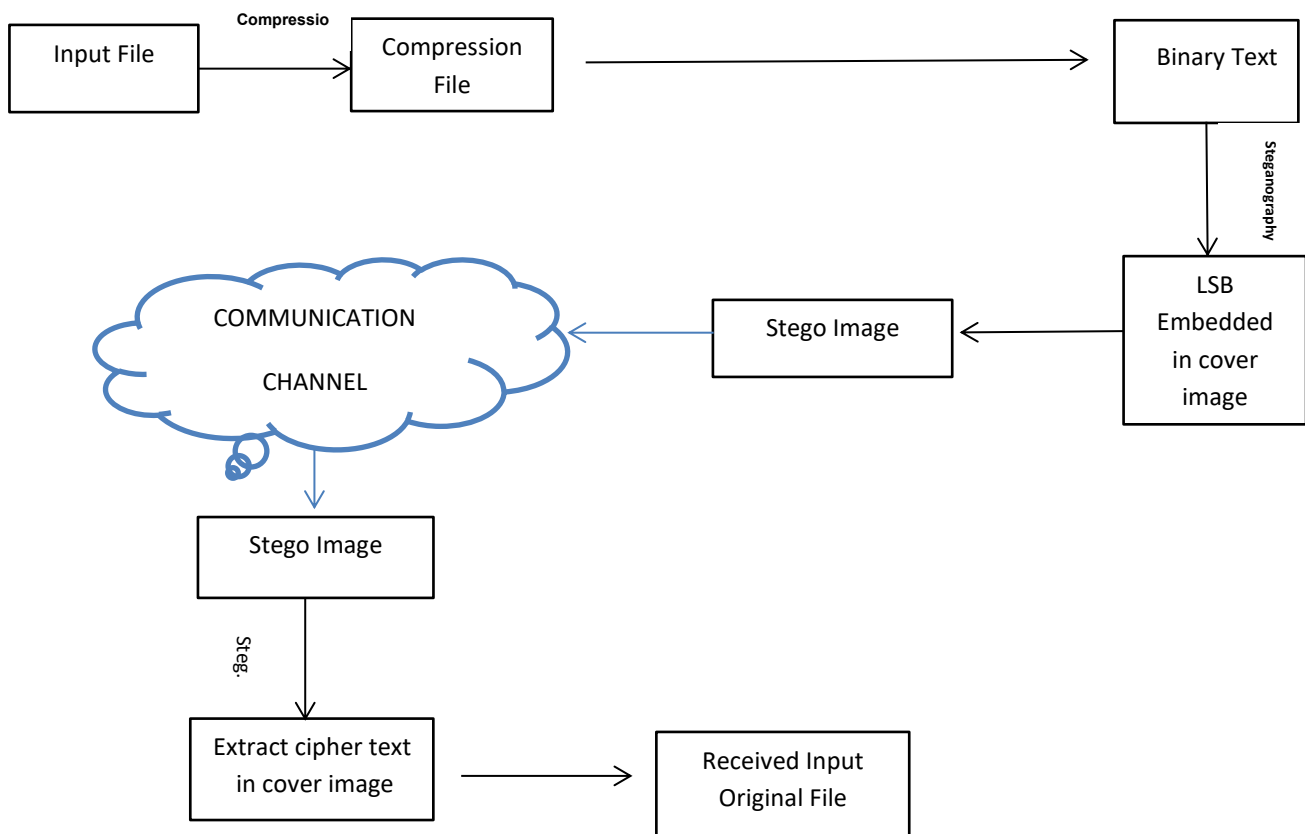 Compressio
Input File
Compression
File
Binary Text
Steganography
LSB
Embedded
in cover
image
Stego Image
COMMUNICATION
CHANNEL
Stego Image
Steg.
Extract cipher text
in cover image
Received Input
Original File